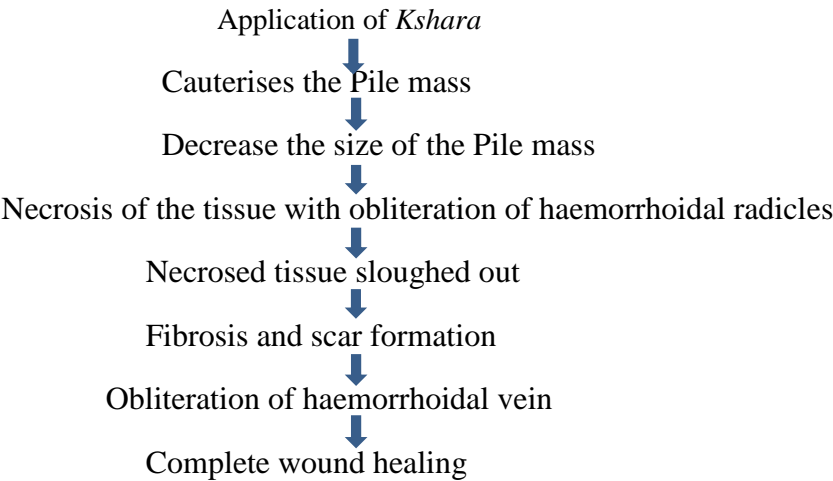 Application of Kshara
Cauterises the Pile mass
Decrease the size of the Pile mass
Necrosis of the tissue with obliteration of haemorrhoidal radicles
Necrosed tissue sloughed out
Fibrosis and scar formation
Obliteration of haemorrhoidal vein
Complete wound healing